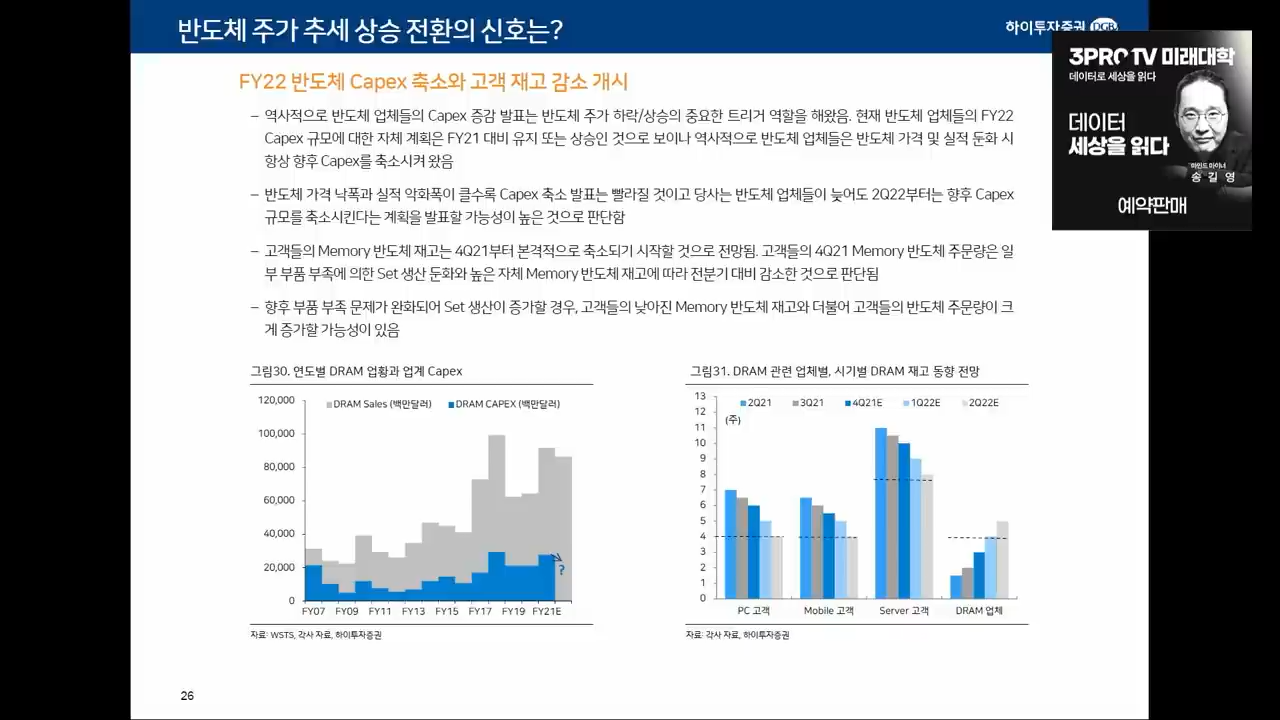 반도체 주가 추세 상승 전환의 신호는?
하이투자증권 DGB
3PRO TV 미래대학
데이터로 세상을 읽다
데이터
세상을 읽다
마인드 마이너
송 길 영
예약판매
FY22 반도체 Capex 축소와 고객 재고 감소 개시
– 역사적으로 반도체 업체들의 Capex 증감 발표는 반도체 주가 하락/상승의 중요한 트리거 역할을 해왔음. 현재 반도체 업체들의 FY22
Capex 규모에 대한 자체 계획은 FY21 대비 유지 또는 상승인 것으로 보이나 역사적으로 반도체 업체들은 반도체 가격 및 실적 둔화 시
항상 향후 Capex를 축소시켜 왔음
– 반도체 가격 낙폭과 실적 악화폭이 클수록 Capex 축소 발표는 빨라질 것이고 당사는 반도체 업체들이 늦어도 2Q22부터는 향후 Capex
규모를 축소시킨다는 계획을 발표할 가능성이 높은 것으로 판단함
– 고객들의 Memory 반도체 재고는 4Q21부터 본격적으로 축소되기 시작할 것으로 전망됨. 고객들의 4Q21 Memory 반도체 주문량은 일
부 부품 부족에 의한 Set 생산 둔화와 높은 자체 Memory 반도체 재고에 따라 전분기 대비 감소한 것으로 판단됨
– 향후 부품 부족 문제가 완화되어 Set 생산이 증가할 경우, 고객들의 낮아진 Memory 반도체 재고와 더불어 고객들의 반도체 주문량이 크
게 증가할 가능성이 있음
그림30. 연도별 DRAM 업황과 업계 Capex
DRAM Sales (백만달러) DRAM CAPEX (백만달러)
120,000
100,000
80,000
60,000
40,000
20,000
0
?
FY07 FY09 FY11 FY13 FY15 FY17 FY19 FY21E
자료: WSTS, 각사 자료, 하이투자증권
그림31. DRAM 관련 업체별, 시기별 DRAM 재고 동향 전망
2Q21 3Q21 4Q21E 1Q22E 2Q22E
(주)
13
12
11
10
9
8
7
6
5
4
3
2
1
0
PC 고객 Mobile 고객 Server 고객 DRAM 업체
자료: 각사 자료, 하이투자증권
26